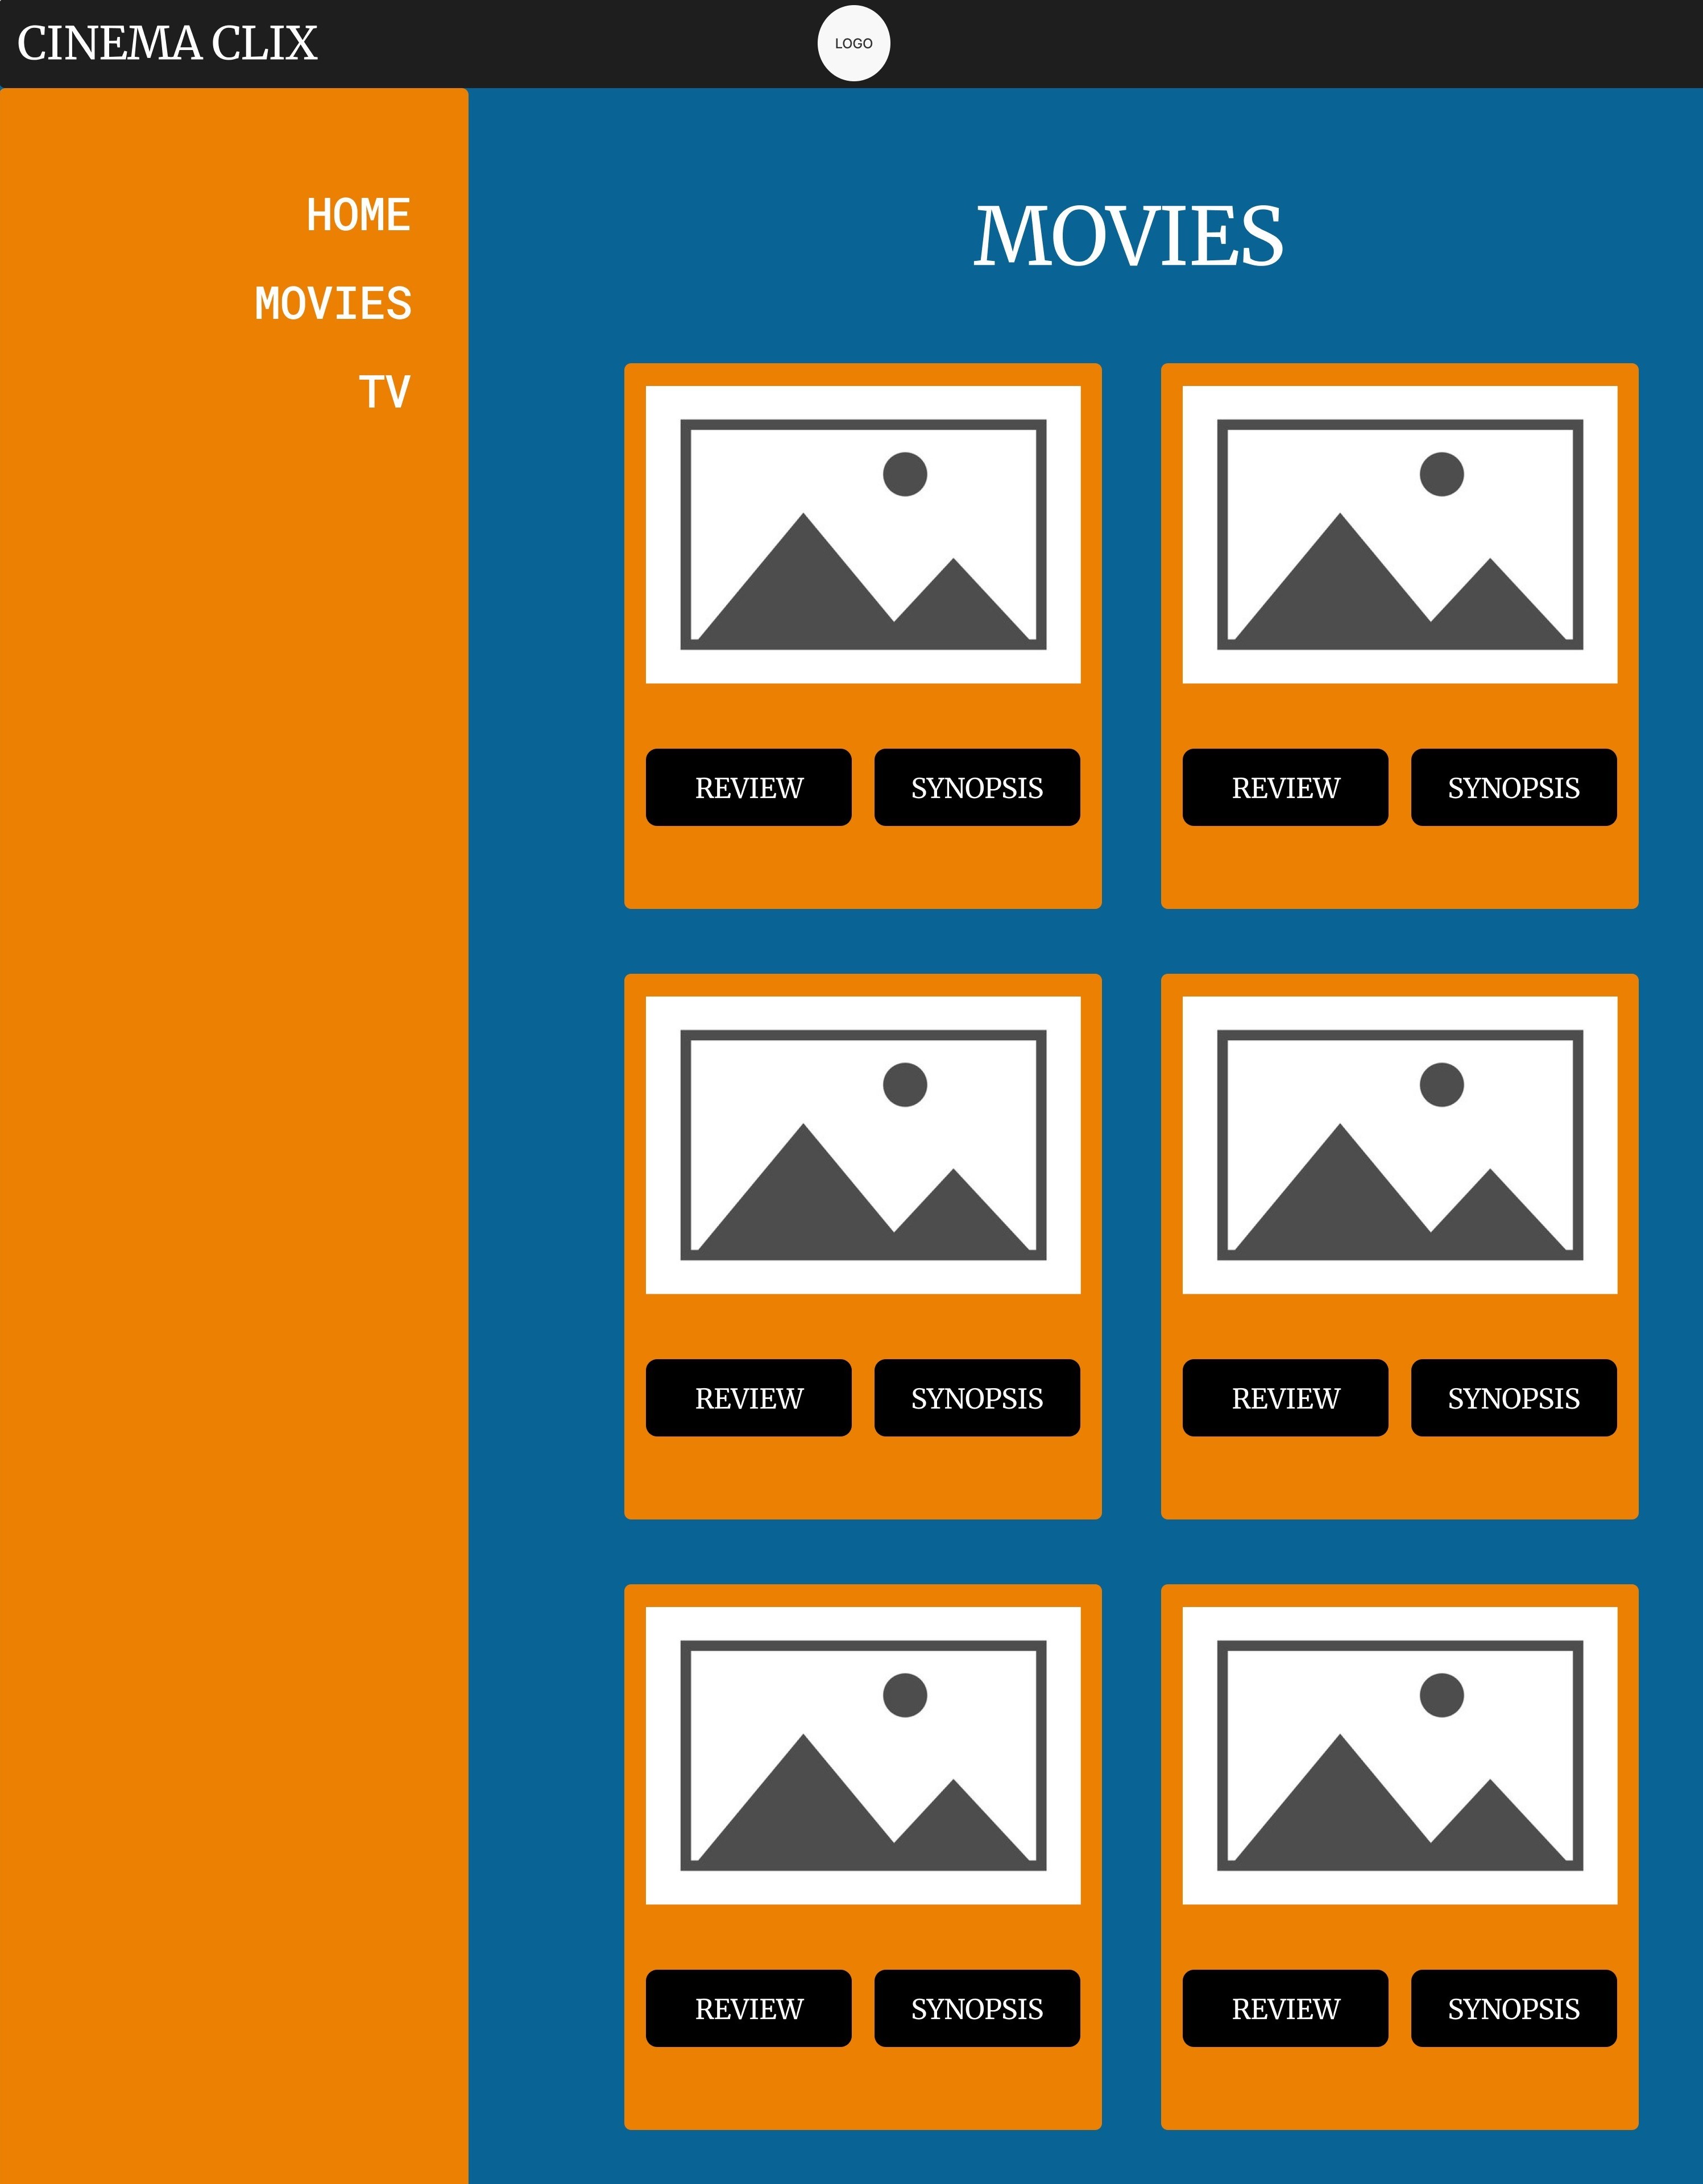 CINEMA CLIX
LOGO
HOME
MOVIES
TV
MOVIES
REVIEW SYNOPSIS REVIEW SYNOPSIS
REVIEW SYNOPSIS REVIEW SYNOPSIS
REVIEW SYNOPSIS REVIEW SYNOPSIS